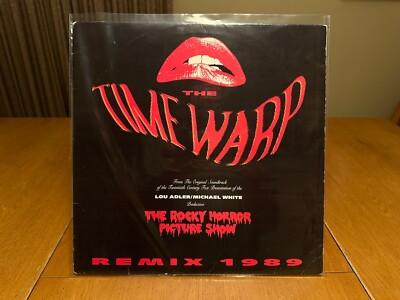 THE
TIME WARP
From The Original Soundtrack
of the Twentieth Century Fox Presentation of the
LOU ADLER/MICHAEL WHITE
Production
THE ROCKY HORROR
PICTURE SHOW
REMIX 1989